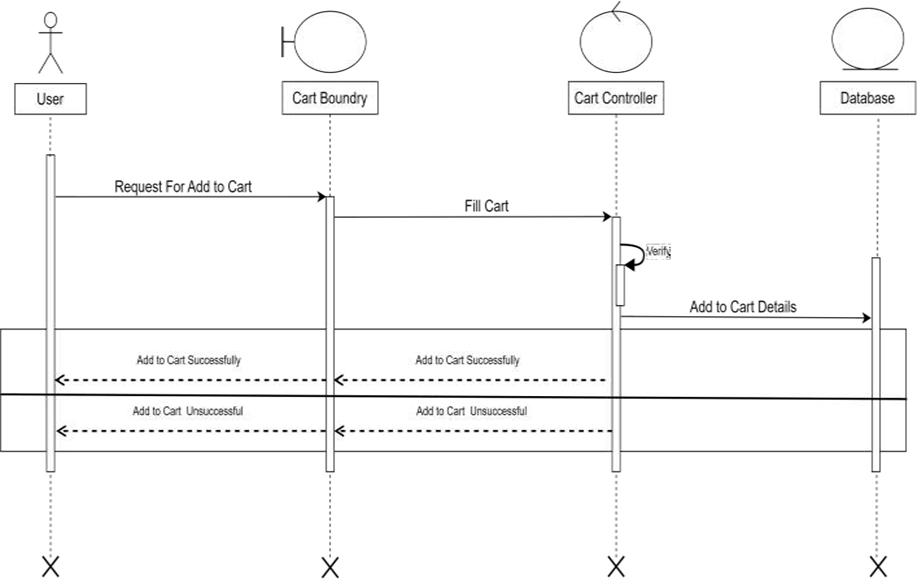 User
Cart Boundry
Cart Controller
Database
Request For Add to Cart
Fill Cart
Verify
Add to Cart Details
Add to Cart Successfully
Add to Cart Successfully
Add to Cart Unsuccessful
Add to Cart Unsuccessful